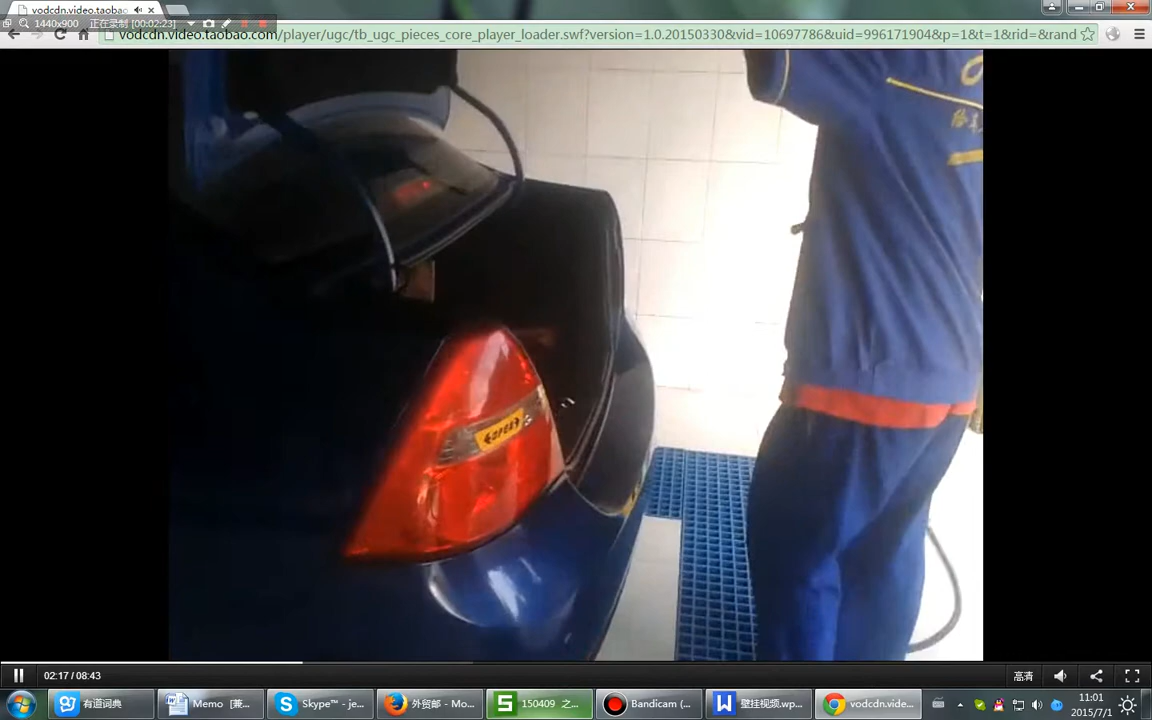 vodcdn.video.taobao
1440x900 正在录制 [00:02:23]
vodcdn.video.taobao.com/player/ugc/tb_ugc_pieces_core_player_loader.swf?version=1.0.20150330&vid=10697786&uid=996171904&p=1&t=1&rid=&rand
02:17 / 08:43
高清
有道词典
Memo [兼...
Skype™ - je...
外贸邮 - Mo...
150409 之...
Bandicam (...
壁挂视频.wp...
vodcdn.vide...
11:01
2015/7/1